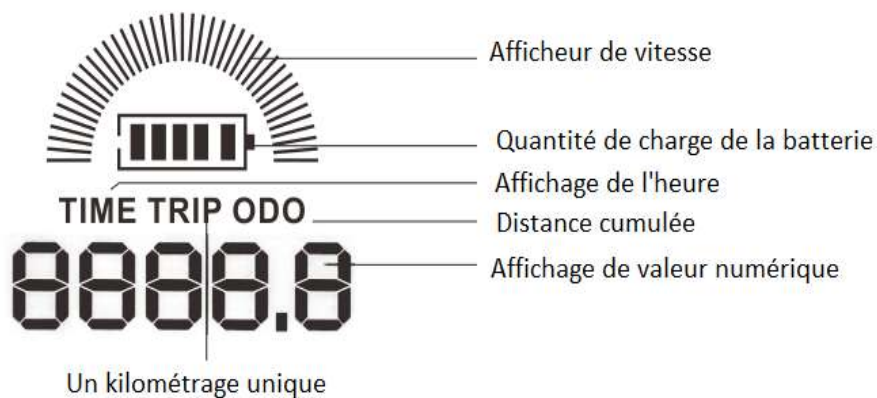 Afficheur de vitesse
Quantité de charge de la batterie
Affichage de l'heure
TIME TRIP ODO
Distance cumulée
8888.8
Affichage de valeur numérique
Un kilométrage unique